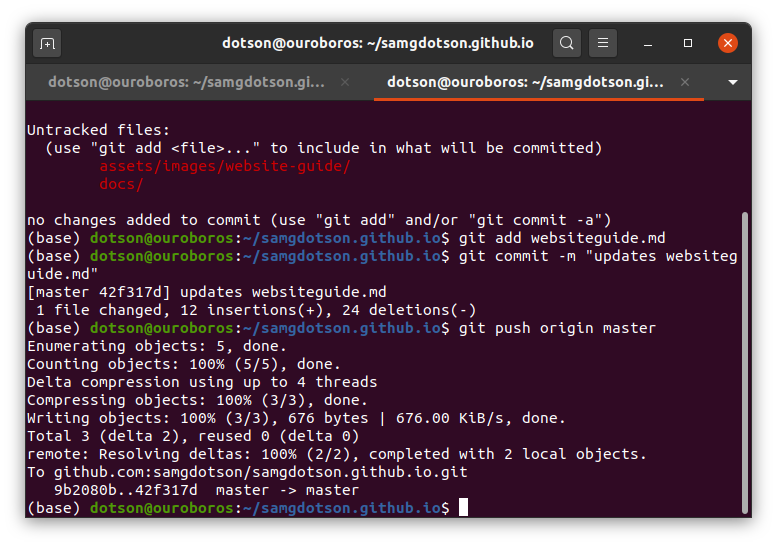 dotson@ouroboros: ~/samgdotson.github.io
dotson@ouroboros: ~/samgdotson.gi...
dotson@ouroboros: ~/samgdotson.gi...
Untracked files:
(use "git add <file>..." to include in what will be committed)
assets/images/website-guide/
docs/
no changes added to commit (use "git add" and/or "git commit -a")
(base) dotson@ouroboros:~/samgdotson.github.io$ git add websiteguide.md
(base) dotson@ouroboros:~/samgdotson.github.io$ git commit -m "updates websiteg
uide.md"
[master 42f317d] updates websiteguide.md
1 file changed, 12 insertions(+), 24 deletions(-)
(base) dotson@ouroboros:~/samgdotson.github.io$ git push origin master
Enumerating objects: 5, done.
Counting objects: 100% (5/5), done.
Delta compression using up to 4 threads
Compressing objects: 100% (3/3), done.
Writing objects: 100% (3/3), 676 bytes | 676.00 KiB/s, done.
Total 3 (delta 2), reused 0 (delta 0)
remote: Resolving deltas: 100% (2/2), completed with 2 local objects.
To github.com:samgdotson/samgdotson.github.io.git
9b2080b..42f317d  master -> master
(base) dotson@ouroboros:~/samgdotson.github.io$